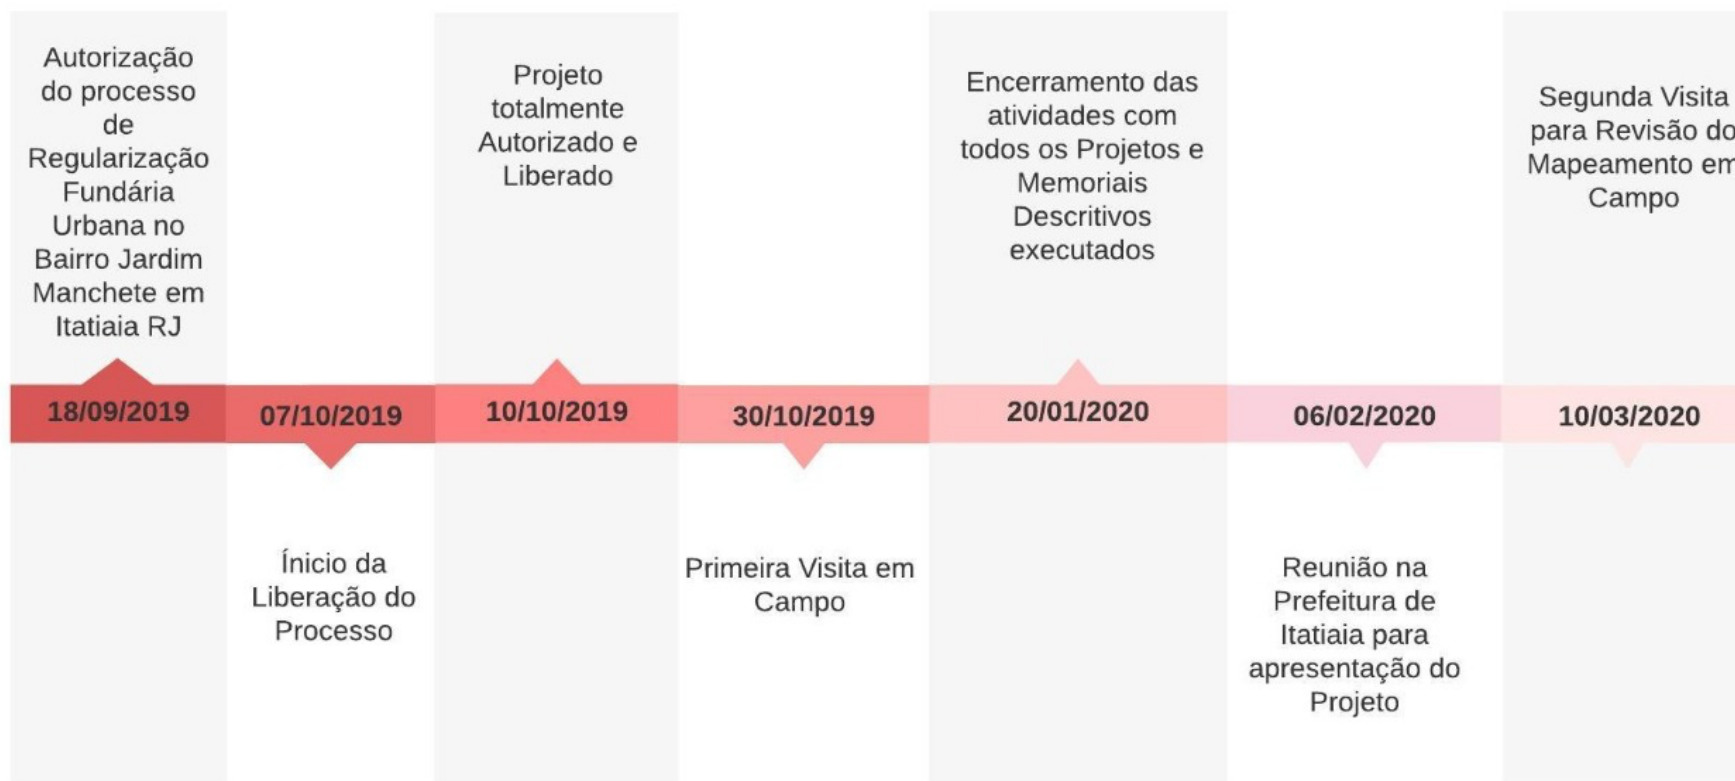 Autorização
do processo
de
Regularização
Fundária
Urbana no
Bairro Jardim
Manchete em
Itatiaia RJ
18/09/2019
07/10/2019
Ínicio da
Liberação do
Processo
Projeto
totalmente
Autorizado e
Liberado
10/10/2019
30/10/2019
Primeira Visita em
Campo
Encerramento das
atividades com
todos os Projetos e
Memoriais
Descritivos
executados
20/01/2020
06/02/2020
Reunião na
Prefeitura de
Itatiaia para
apresentação do
Projeto
Segunda Visita
para Revisão do
Mapeamento em
Campo
10/03/2020